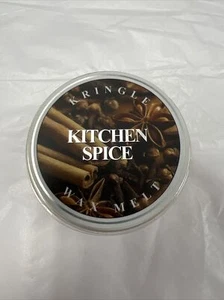 KRINGLE
KITCHEN
SPICE
WAX MELT